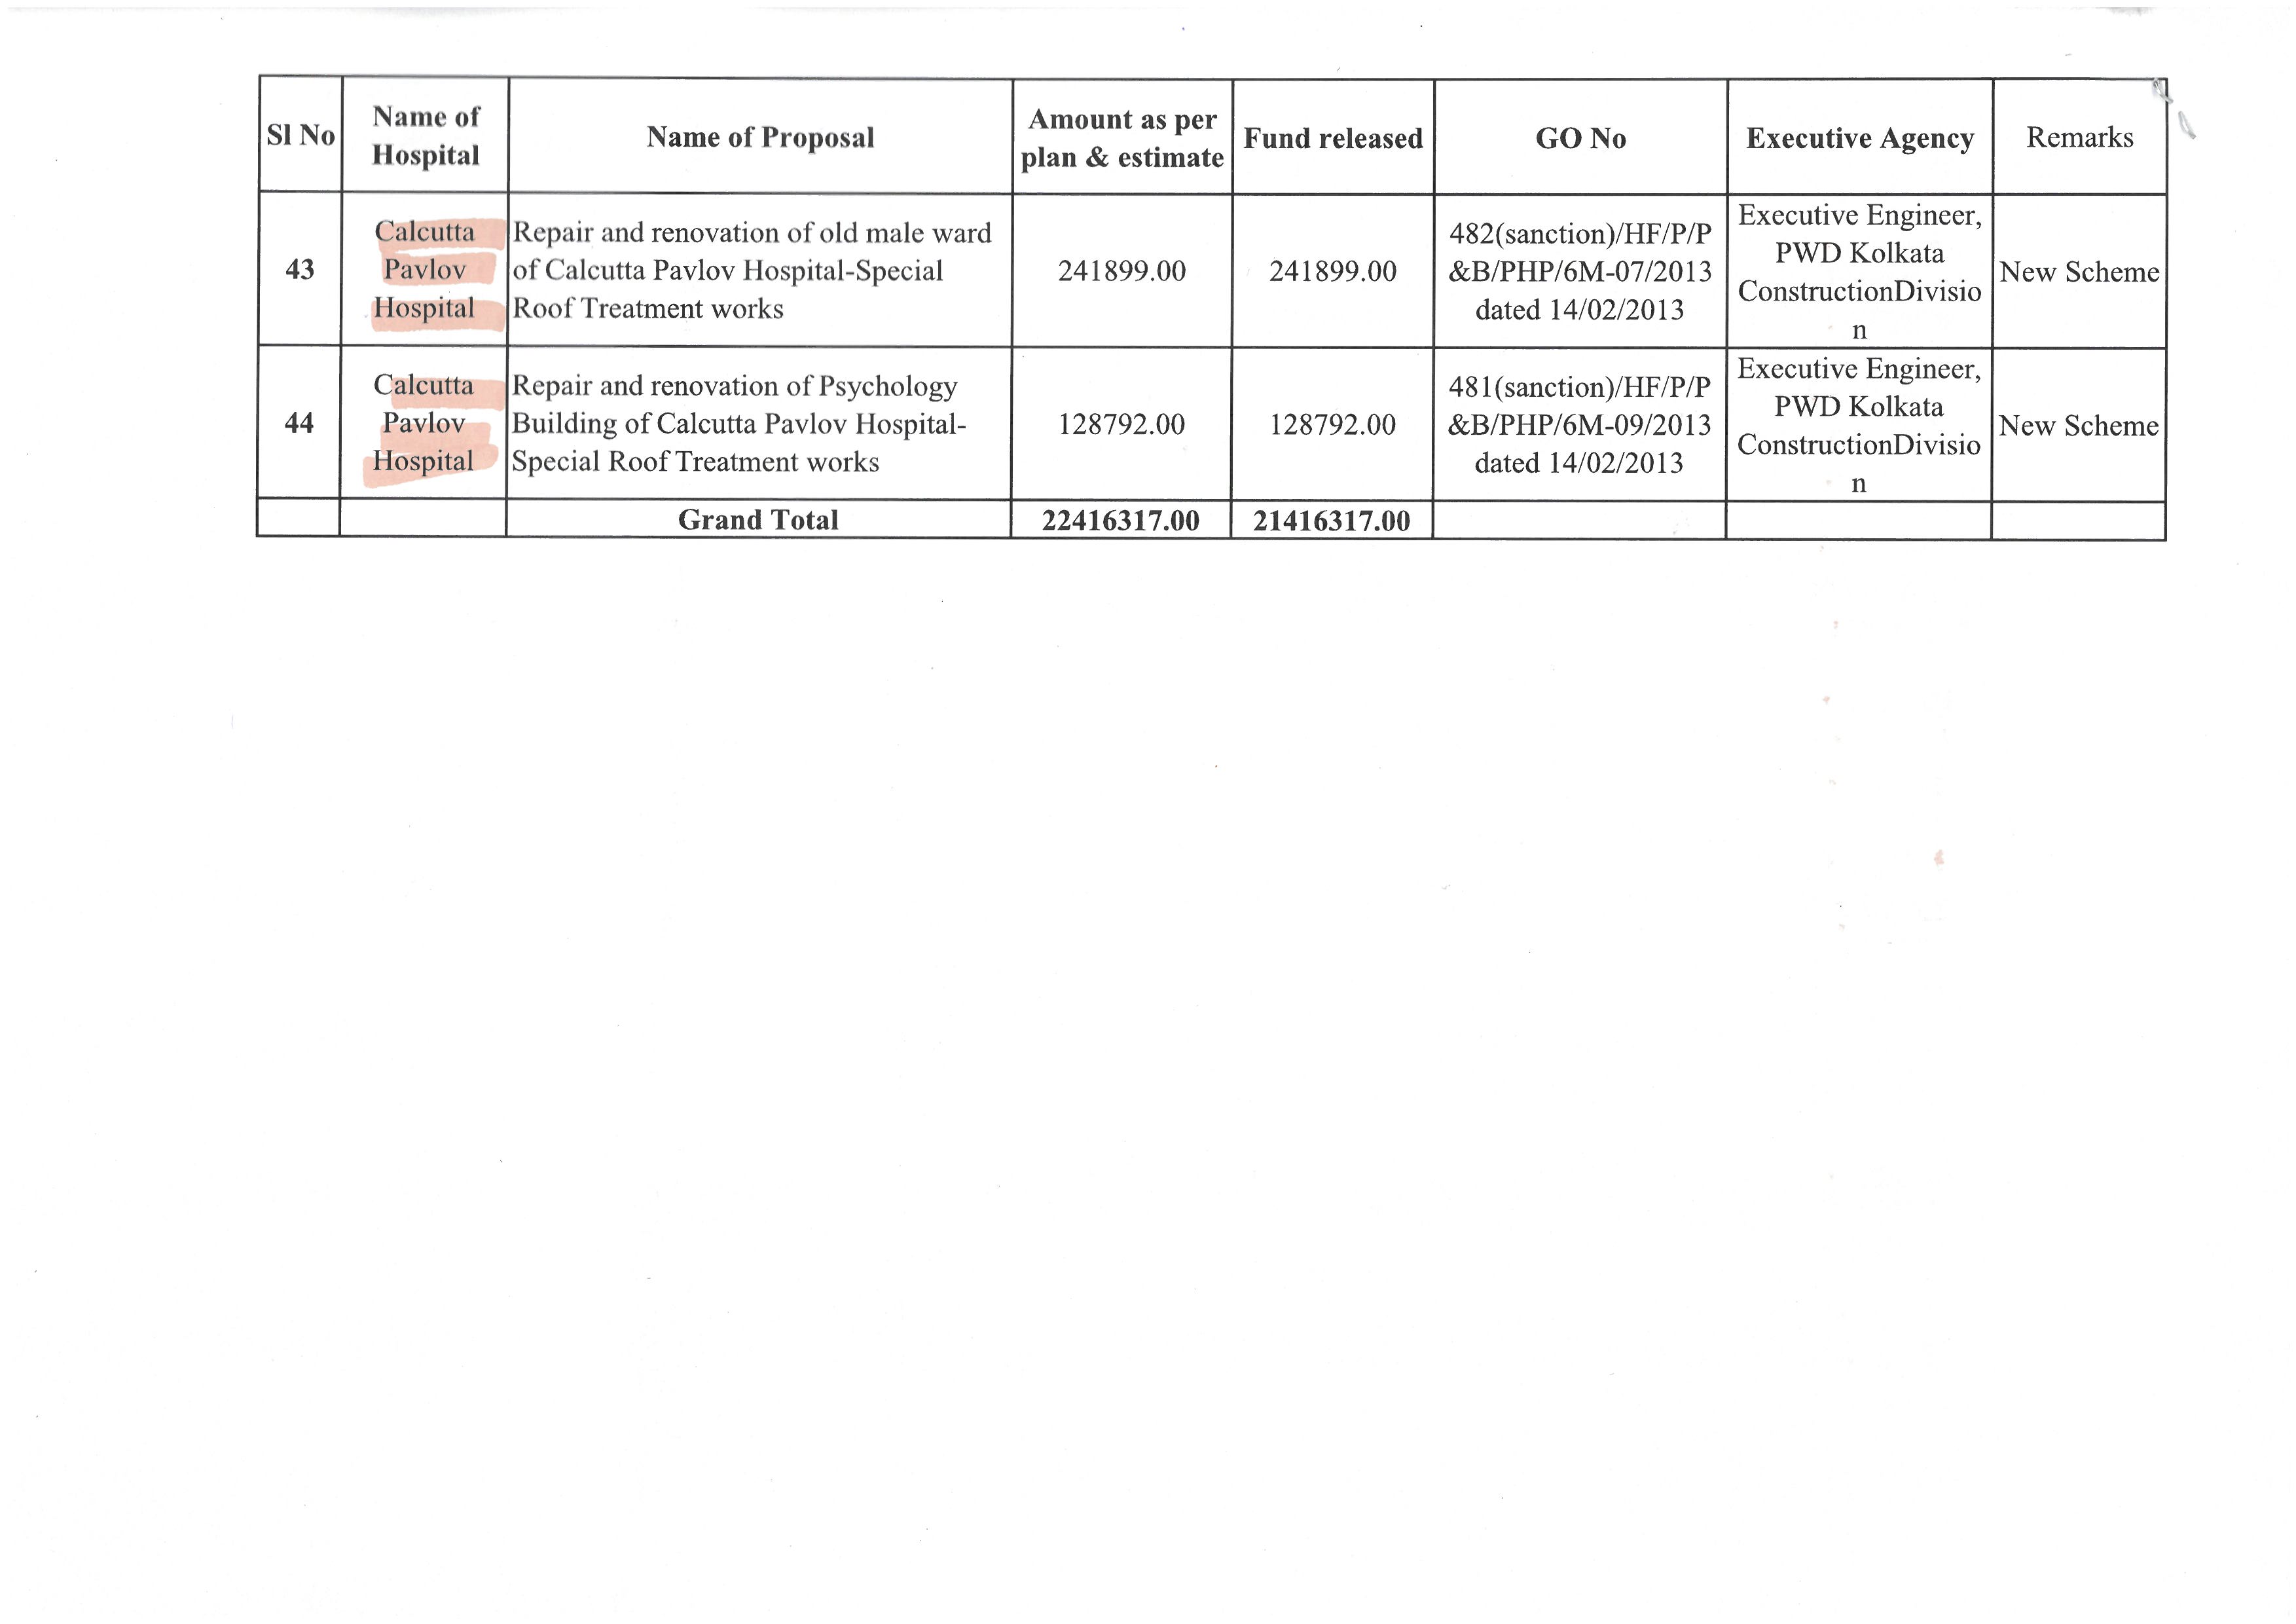 Sl No | Name of Hospital | Name of Proposal | Amount as per plan & estimate | Fund released | GO No | Executive Agency | Remarks
43 | Calcutta Pavlov Hospital | Repair and renovation of old male ward of Calcutta Pavlov Hospital-Special Roof Treatment works | 241899.00 | 241899.00 | 482(sanction)/HF/P/P&B/PHP/6M-07/2013 dated 14/02/2013 | Executive Engineer, PWD Kolkata ConstructionDivision | New Scheme
44 | Calcutta Pavlov Hospital | Repair and renovation of Psychology Building of Calcutta Pavlov Hospital-Special Roof Treatment works | 128792.00 | 128792.00 | 481(sanction)/HF/P/P&B/PHP/6M-09/2013 dated 14/02/2013 | Executive Engineer, PWD Kolkata ConstructionDivision | New Scheme
Grand Total | 22416317.00 | 21416317.00